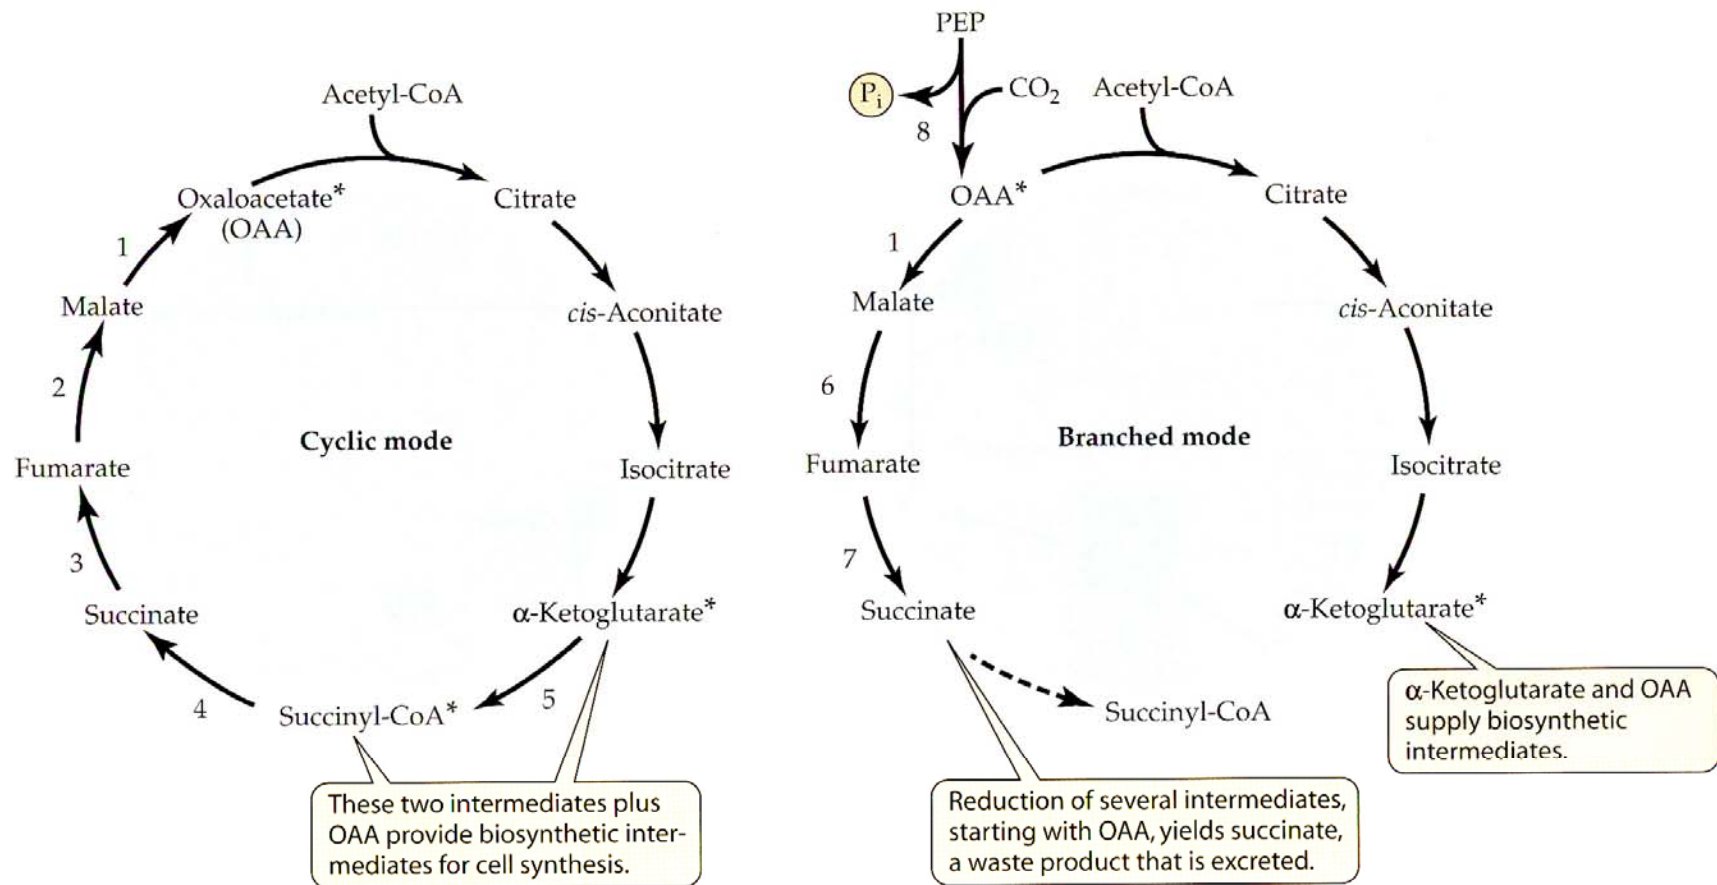 Acetyl-CoA
Oxaloacetate*
(OAA)
Citrate
1
Malate
cis-Aconitate
2
Cyclic mode
Fumarate
Isocitrate
3
Succinate
α-Ketoglutarate*
4
Succinyl-CoA*
5
These two intermediates plus
OAA provide biosynthetic inter-
mediates for cell synthesis.
PEP
Pi
CO2
Acetyl-CoA
8
OAA*
Citrate
1
Malate
cis-Aconitate
6
Branched mode
Fumarate
Isocitrate
7
Succinate
α-Ketoglutarate*
Succinyl-CoA
α-Ketoglutarate and OAA
supply biosynthetic
intermediates.
Reduction of several intermediates,
starting with OAA, yields succinate,
a waste product that is excreted.